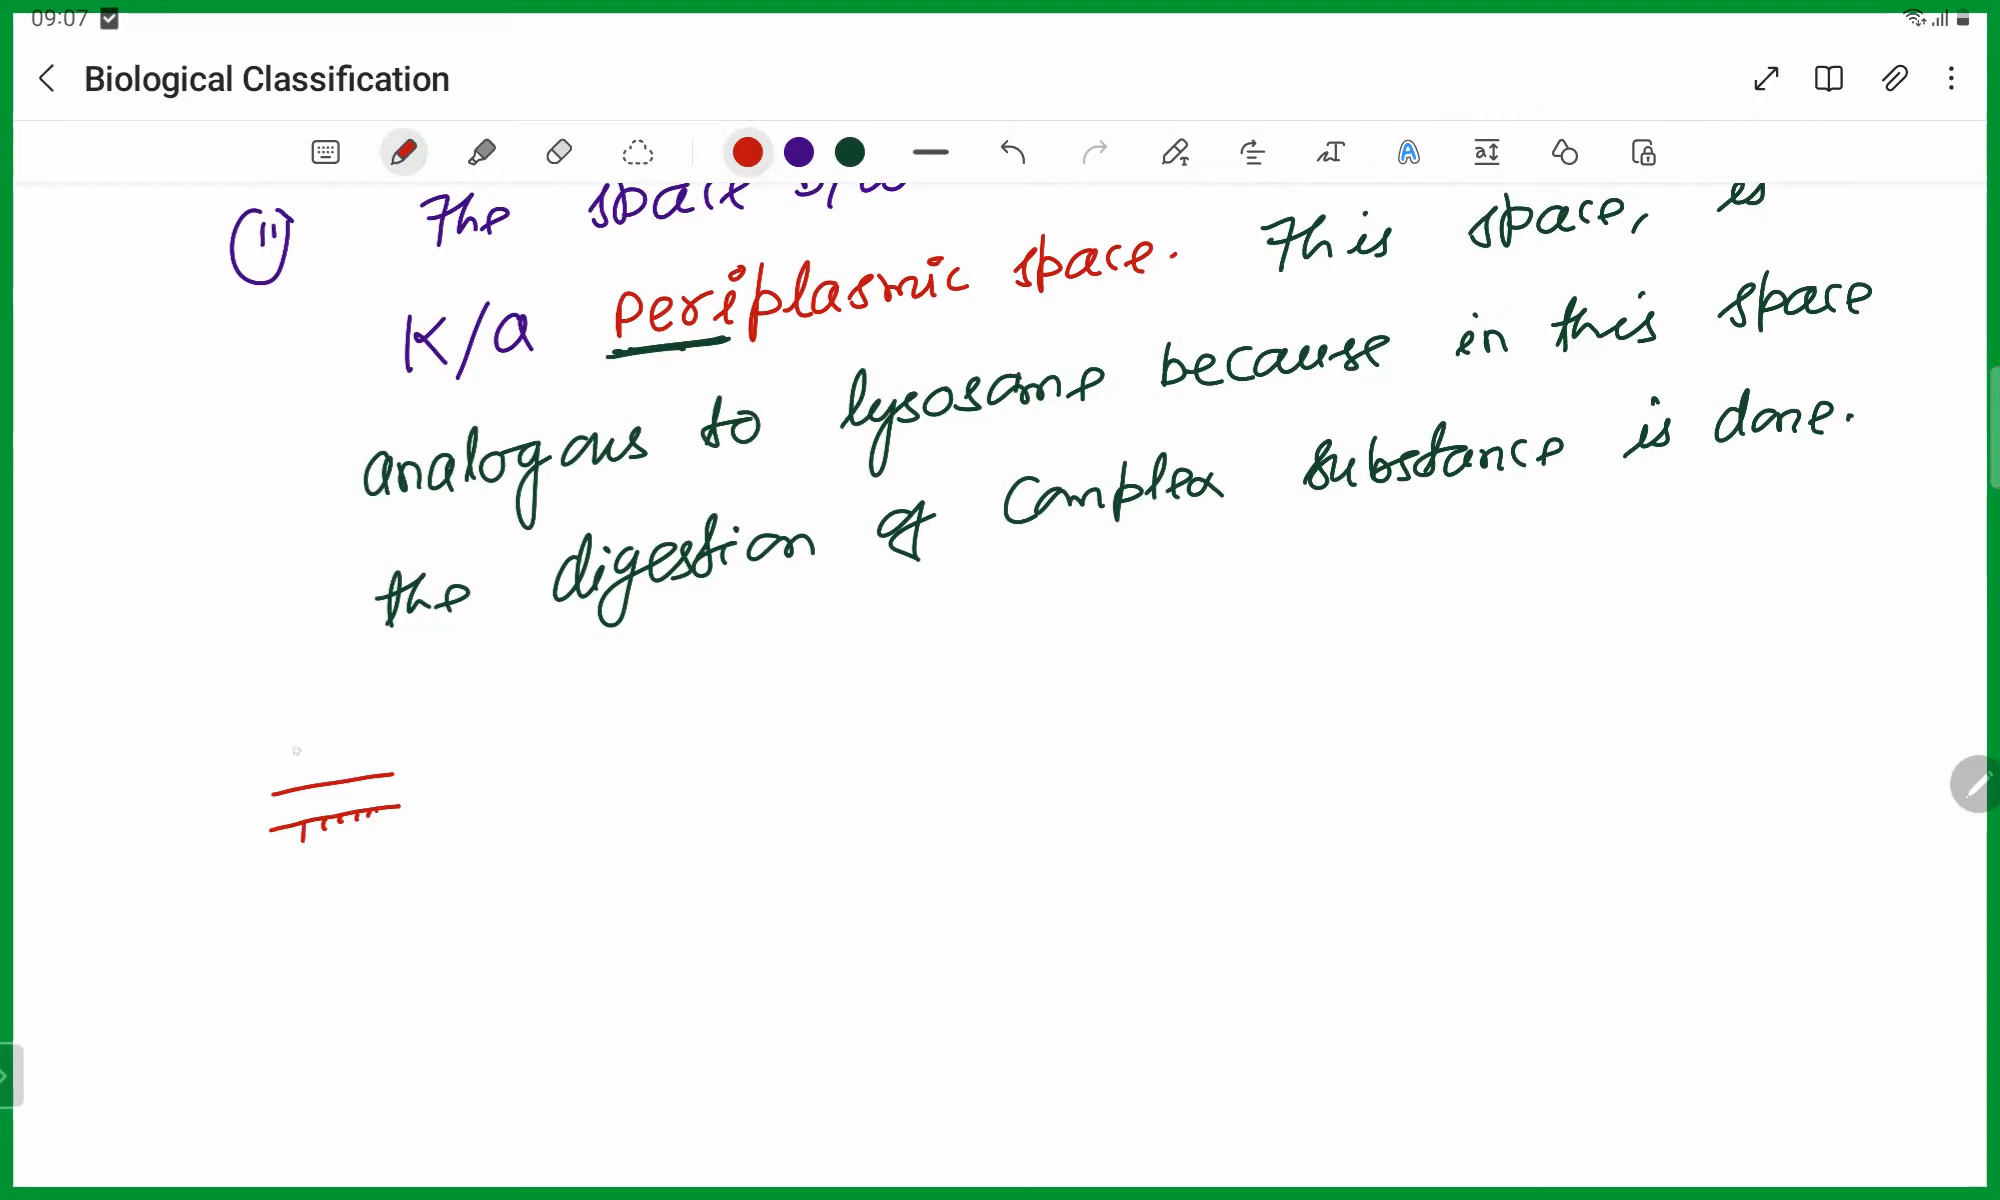 09:07
Biological Classification
(ii) The space b/w
K/a Periplasmic space. This space, is
analogous to lysosome because in this space
the digestion of complex substance is done.